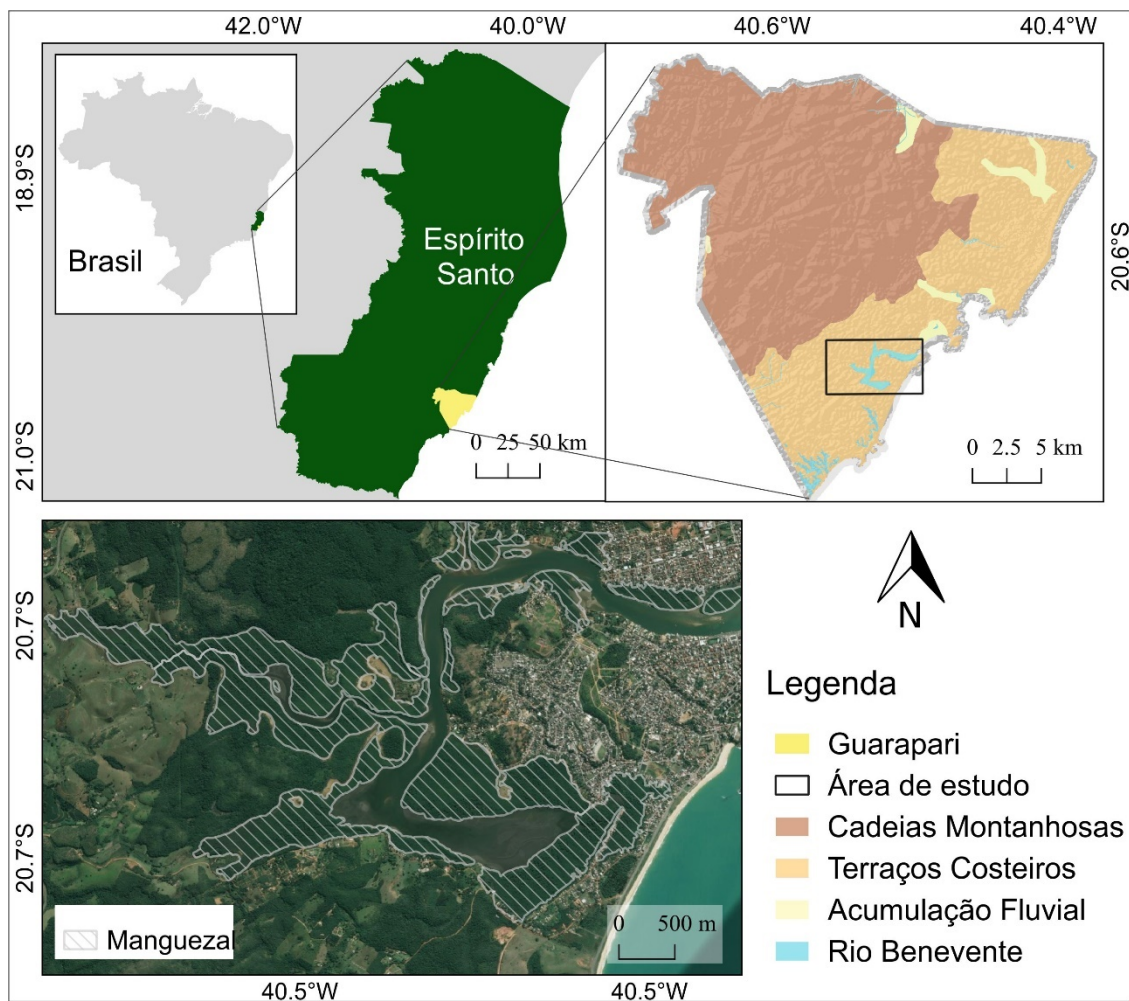 42.0°W
40.0°W
40.6°W
40.4°W
18.9°S
Brasil
Espírito
Santo
20.6°S
21.0°S
0 25 50 km
0 2.5 5 km
20.7°S
20.7°S
N
Manguezal
0 500 m
40.5°W
40.5°W
Legenda
Guarapari
Área de estudo
Cadeias Montanhosas
Terraços Costeiros
Acumulação Fluvial
Rio Benevente